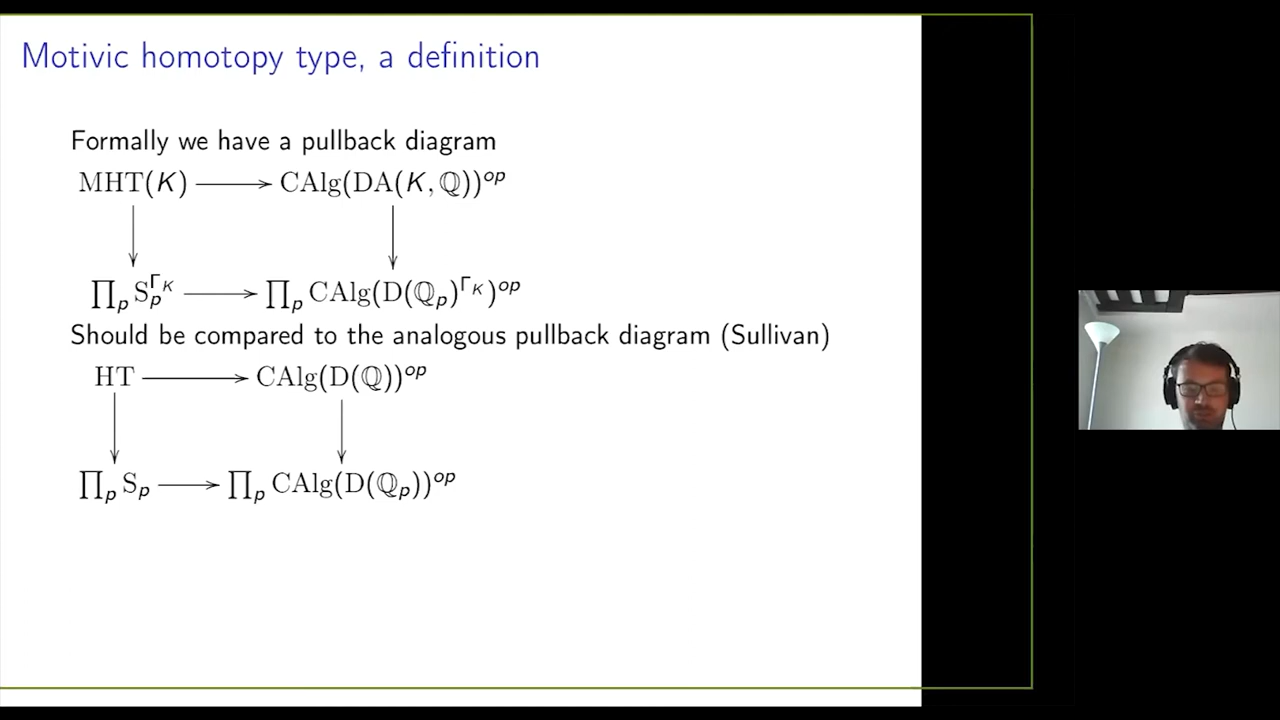 Motivic homotopy type, a definition
Formally we have a pullback diagram
MHT(K) ⟶ CAlg(DA(K, ℚ))^{op}
∏_p S_p^{Γ_K} ⟶ ∏_p CAlg(D(ℚ_p)^{Γ_K})^{op}
Should be compared to the analogous pullback diagram (Sullivan)
HT ⟶ CAlg(D(ℚ))^{op}
∏_p S_p ⟶ ∏_p CAlg(D(ℚ_p))^{op}